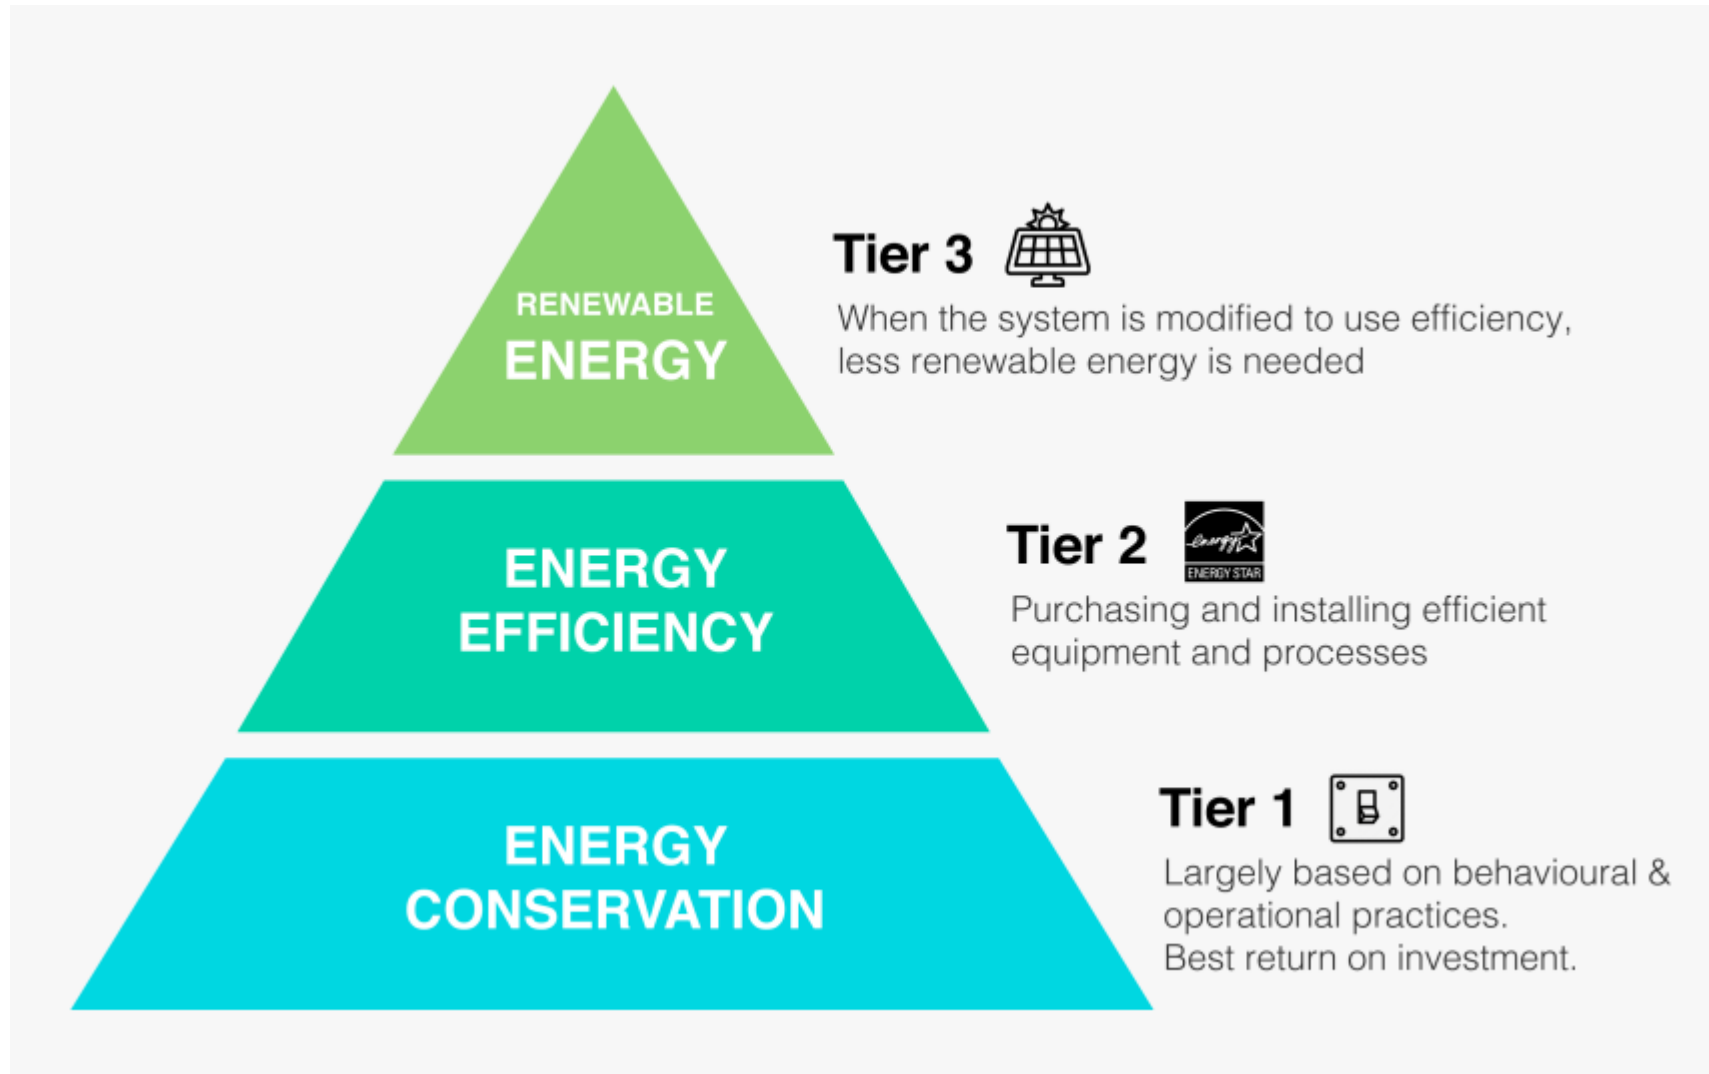 RENEWABLE
ENERGY
Tier 3
When the system is modified to use efficiency,
less renewable energy is needed
ENERGY
EFFICIENCY
Tier 2
energy
ENERGY STAR
Purchasing and installing efficient
equipment and processes
ENERGY
CONSERVATION
Tier 1
Largely based on behavioural &
operational practices.
Best return on investment.